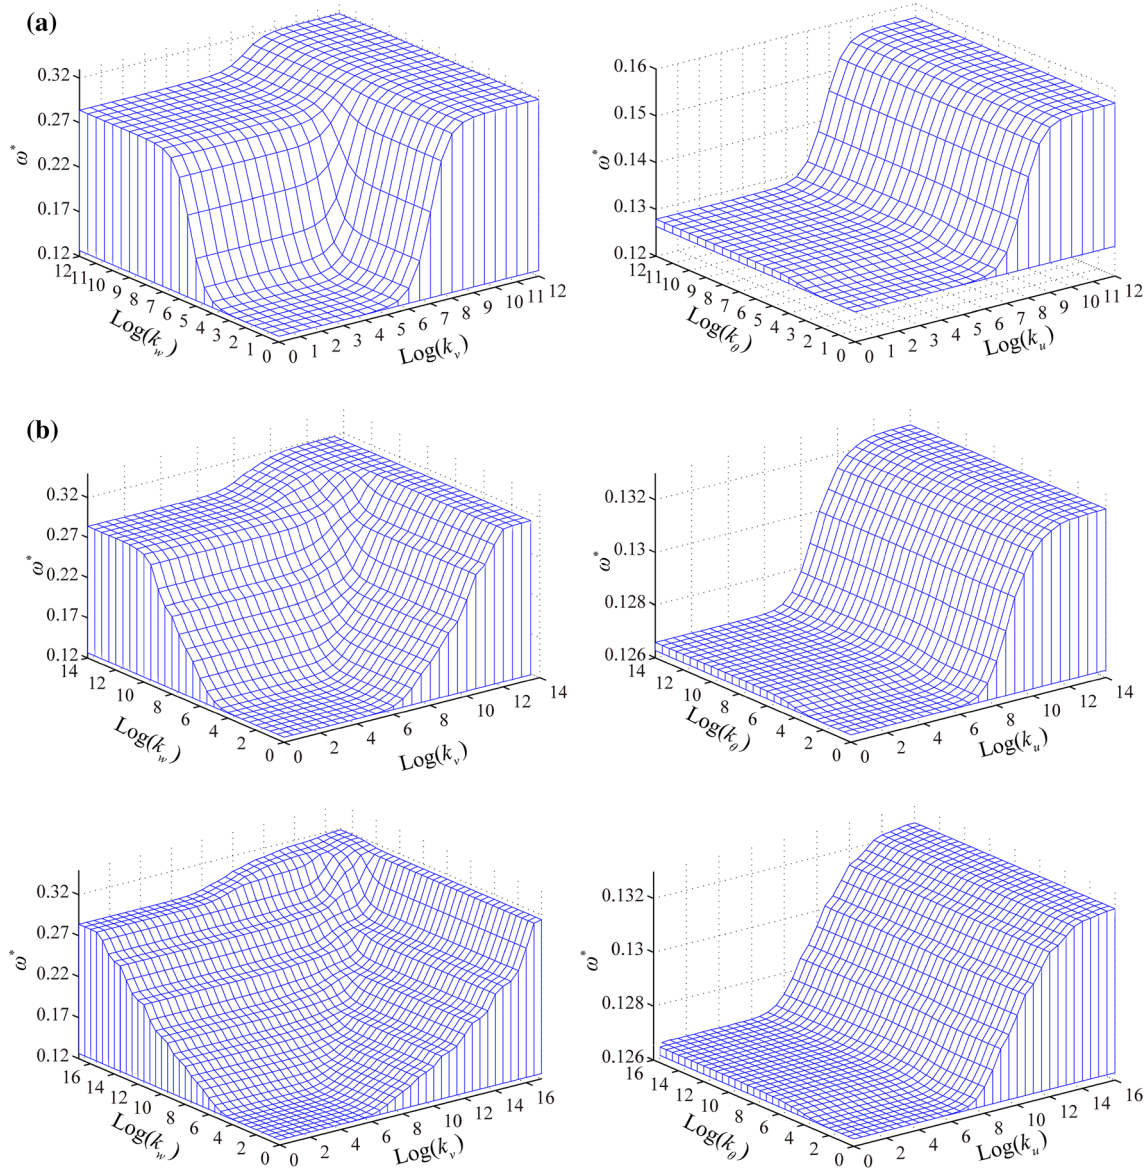 (a)
0.32
0.27
0.22
0.17
0.12
ω*
12 11 10 9 8 7 6 5 4 3 2 1 0
Log(k_w)
0 1 2 3 4 5 6 7 8 9 10 11 12
Log(k_v)
0.16
0.15
0.14
0.13
0.12
ω*
12 11 10 9 8 7 6 5 4 3 2 1 0
Log(k_θ)
0 1 2 3 4 5 6 7 8 9 10 11 12
Log(k_u)
(b)
0.32
0.27
0.22
0.17
0.12
ω*
14 12 10 8 6 4 2 0
Log(k_w)
0 2 4 6 8 10 12 14
Log(k_v)
0.132
0.13
0.128
0.126
ω*
14 12 10 8 6 4 2 0
Log(k_θ)
0 2 4 6 8 10 12 14
Log(k_u)
0.32
0.27
0.22
0.17
0.12
ω*
16 14 12 10 8 6 4 2 0
Log(k_w)
0 2 4 6 8 10 12 14 16
Log(k_v)
0.132
0.13
0.128
0.126
ω*
16 14 12 10 8 6 4 2 0
Log(k_θ)
0 2 4 6 8 10 12 14 16
Log(k_u)